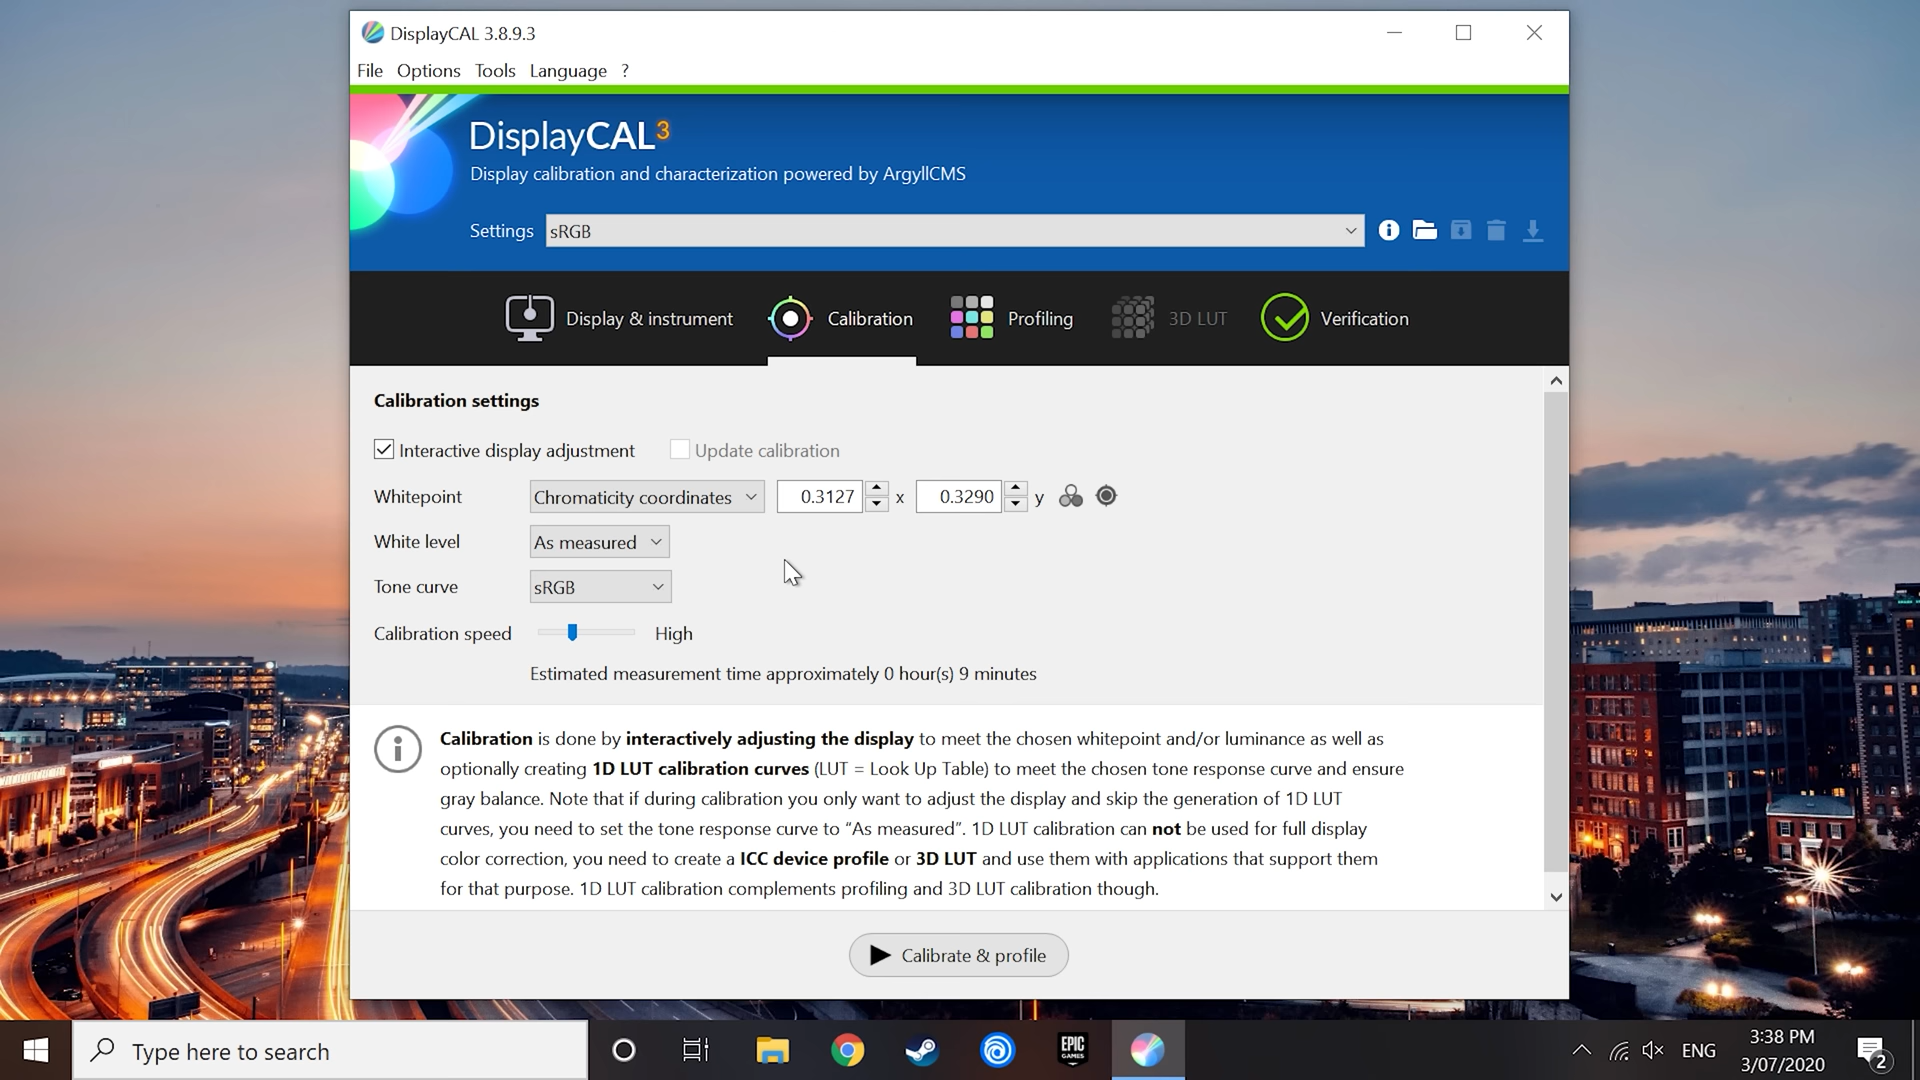 DisplayCAL 3.8.9.3
File Options Tools Language ?
DisplayCAL3
Display calibration and characterization powered by ArgyllCMS
Settings sRGB
Display & instrument Calibration Profiling 3D LUT Verification
Calibration settings
Interactive display adjustment Update calibration
Whitepoint Chromaticity coordinates 0.3127 x 0.3290 y
White level As measured
Tone curve sRGB
Calibration speed High
Estimated measurement time approximately 0 hour(s) 9 minutes
Calibration is done by interactively adjusting the display to meet the chosen whitepoint and/or luminance as well as
optionally creating 1D LUT calibration curves (LUT = Look Up Table) to meet the chosen tone response curve and ensure
gray balance. Note that if during calibration you only want to adjust the display and skip the generation of 1D LUT
curves, you need to set the tone response curve to “As measured”. 1D LUT calibration can not be used for full display
color correction, you need to create a ICC device profile or 3D LUT and use them with applications that support them
for that purpose. 1D LUT calibration complements profiling and 3D LUT calibration though.
Calibrate & profile
Type here to search
EPIC
GAMES
ENG
3:38 PM
3/07/2020
2